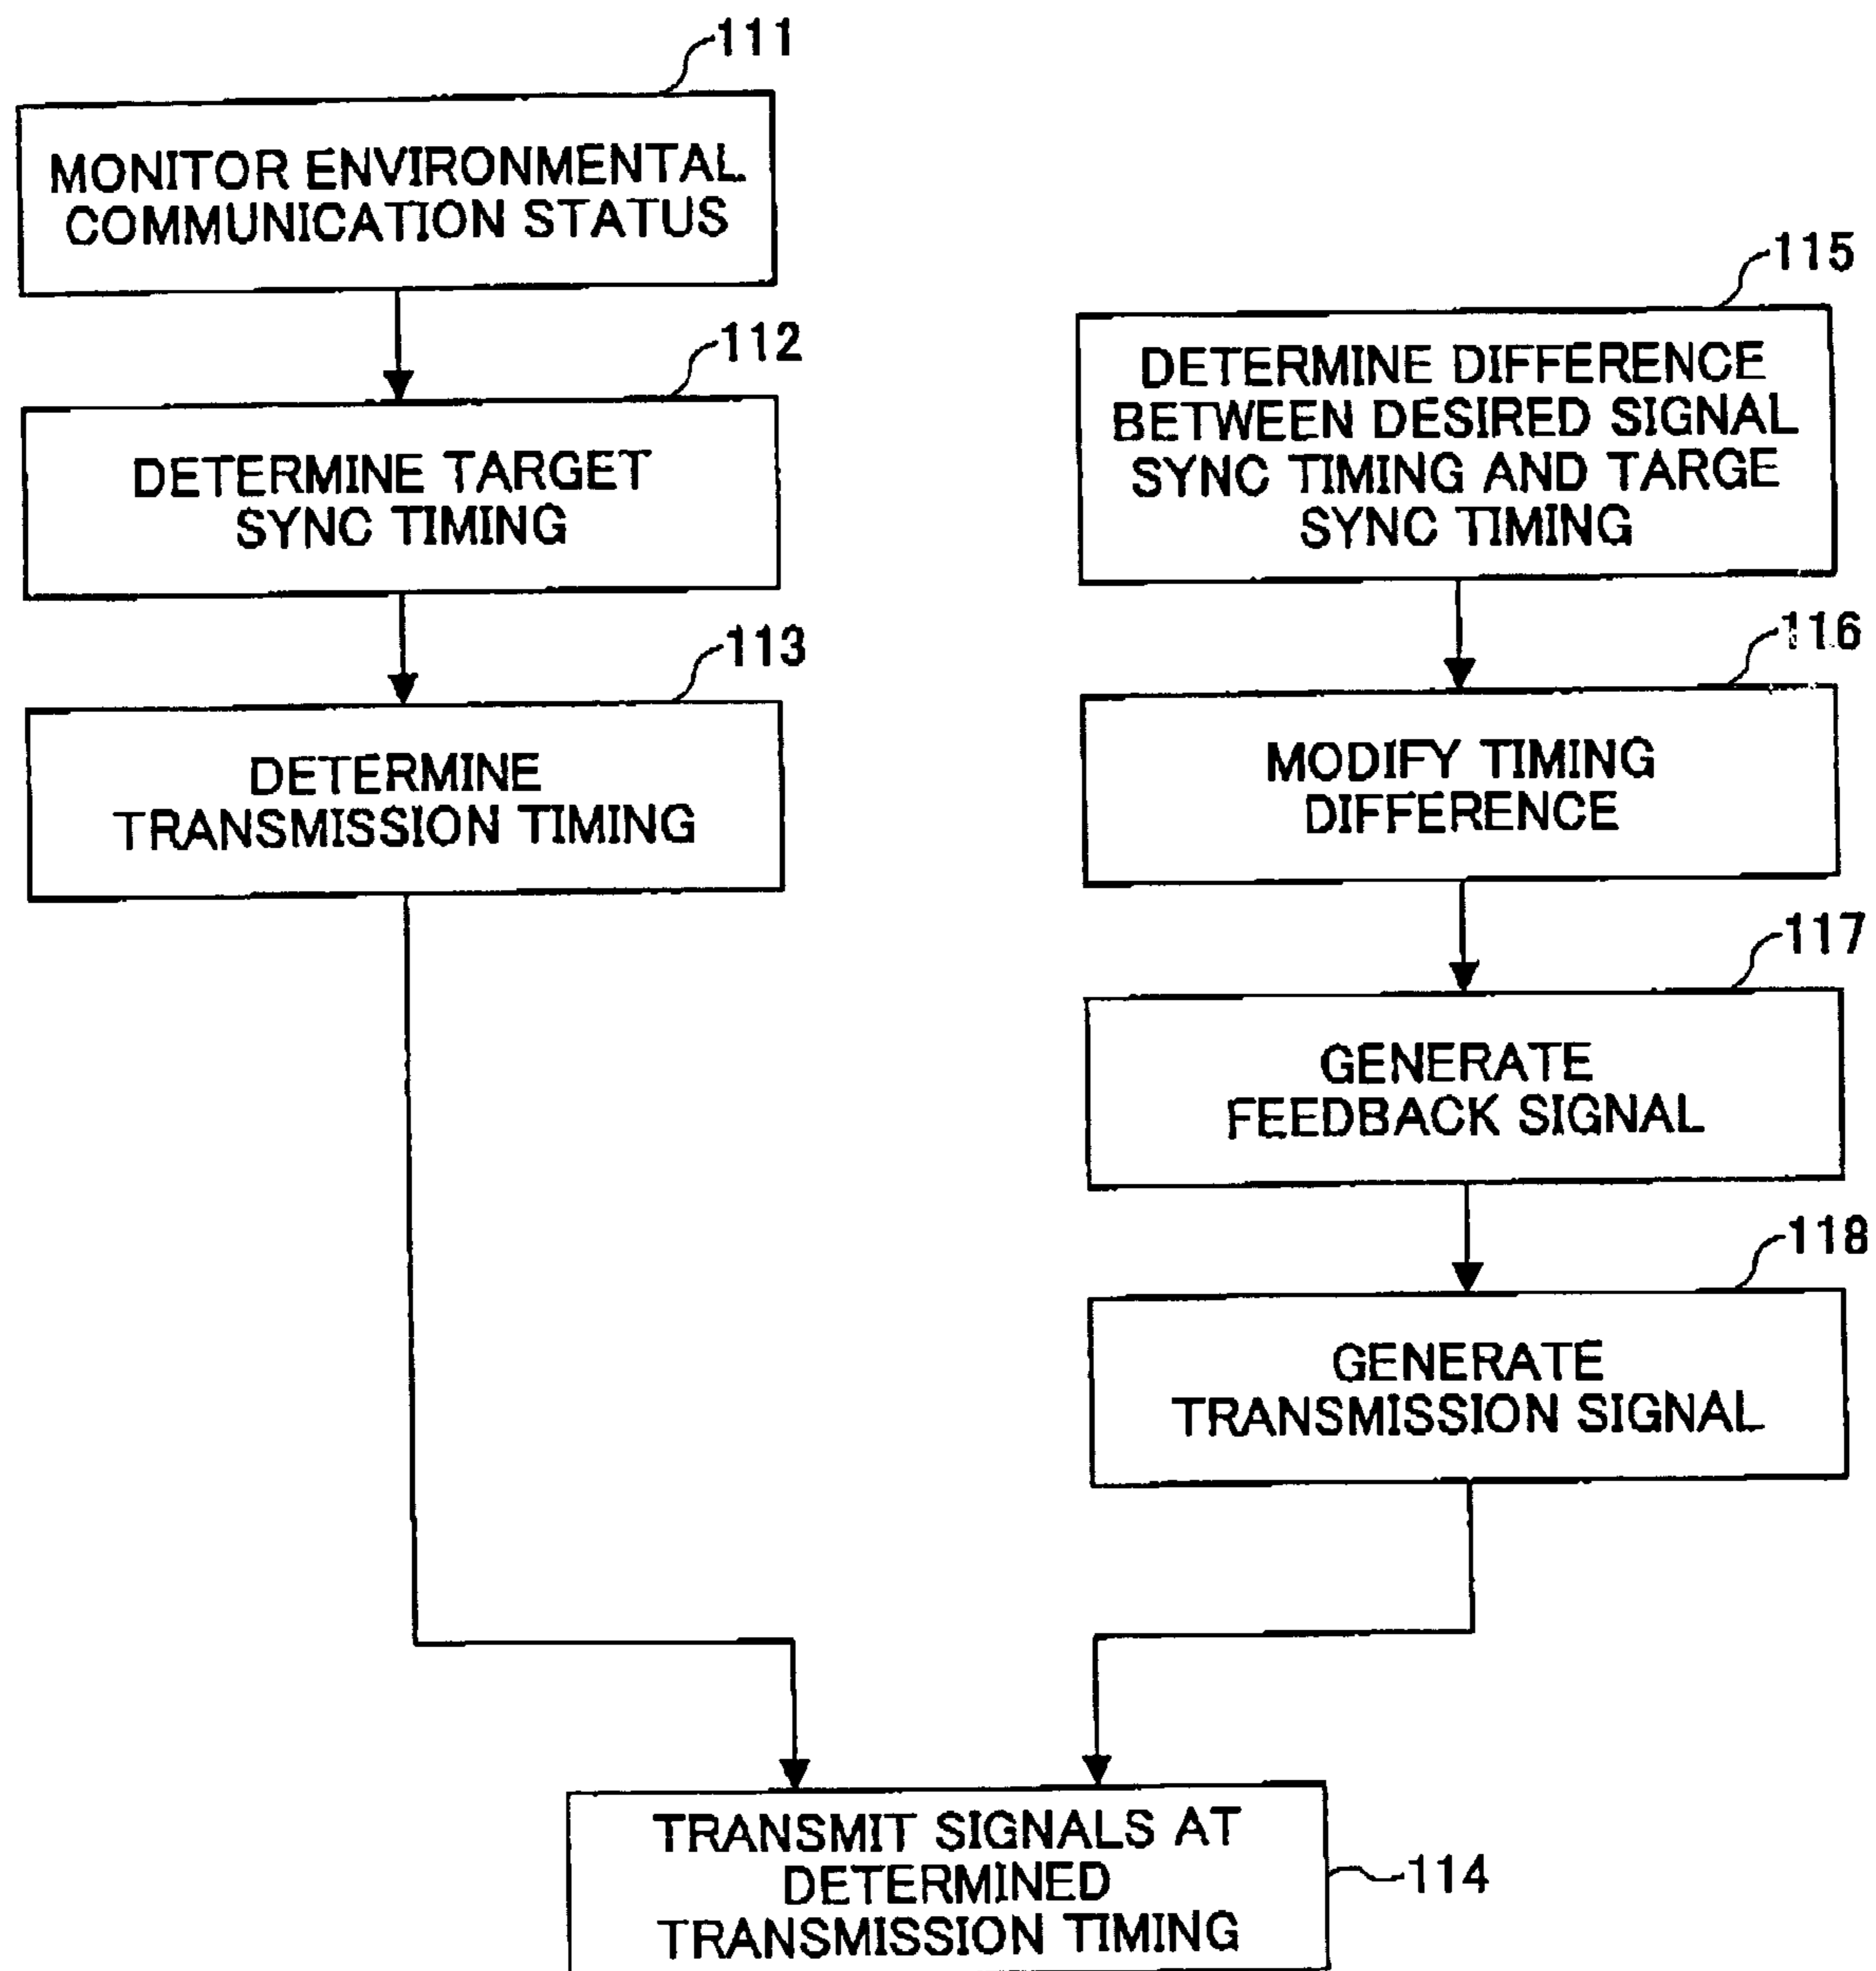 111
MONITOR ENVIRONMENTAL
COMMUNICATION STATUS
112
DETERMINE TARGET
SYNC TIMING
113
DETERMINE
TRANSMISSION TIMING
115
DETERMINE DIFFERENCE
BETWEEN DESIRED SIGNAL
SYNC TIMING AND TARGE
SYNC TIMING
116
MODIFY TIMING
DIFFERENCE
117
GENERATE
FEEDBACK SIGNAL
118
GENERATE
TRANSMISSION SIGNAL
TRANSMIT SIGNALS AT
DETERMINED
TRANSMISSION TIMING
114